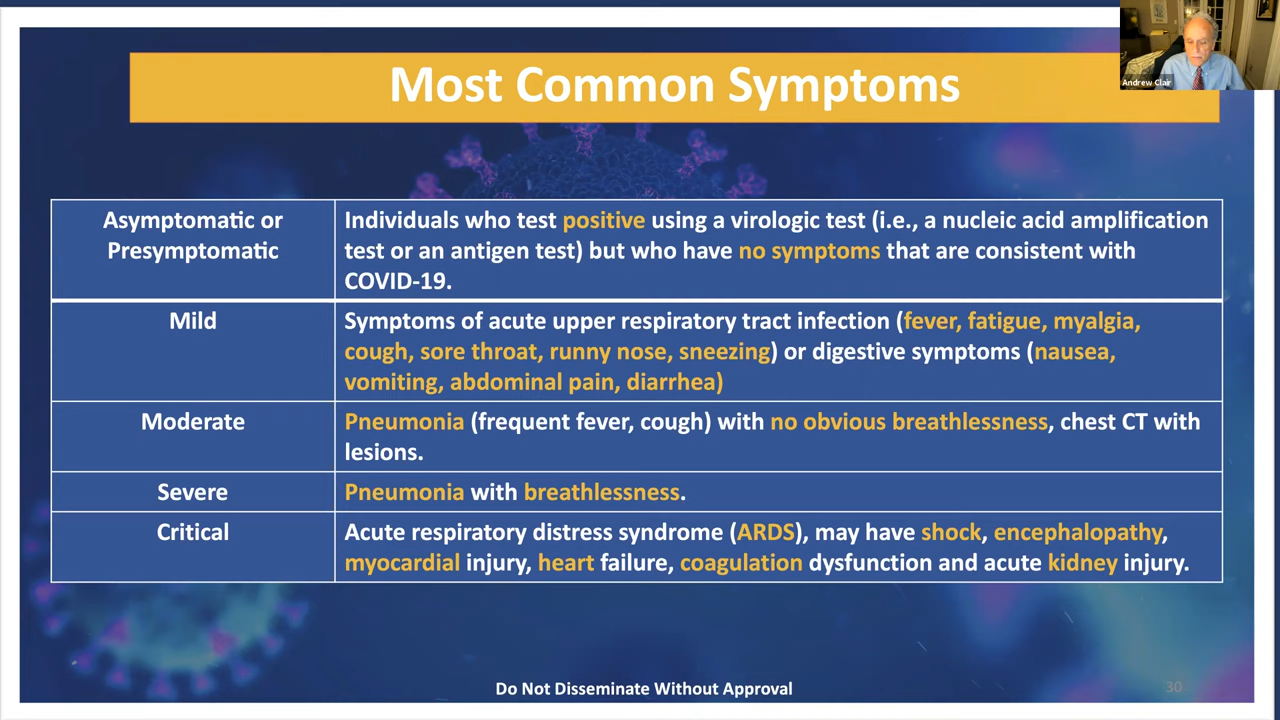 Most Common Symptoms
Andrew Clair
Asymptomatic or
Presymptomatic
Individuals who test positive using a virologic test (i.e., a nucleic acid amplification
test or an antigen test) but who have no symptoms that are consistent with
COVID-19.
Mild
Symptoms of acute upper respiratory tract infection (fever, fatigue, myalgia,
cough, sore throat, runny nose, sneezing) or digestive symptoms (nausea,
vomiting, abdominal pain, diarrhea)
Moderate
Pneumonia (frequent fever, cough) with no obvious breathlessness, chest CT with
lesions.
Severe
Pneumonia with breathlessness.
Critical
Acute respiratory distress syndrome (ARDS), may have shock, encephalopathy,
myocardial injury, heart failure, coagulation dysfunction and acute kidney injury.
Do Not Disseminate Without Approval
30